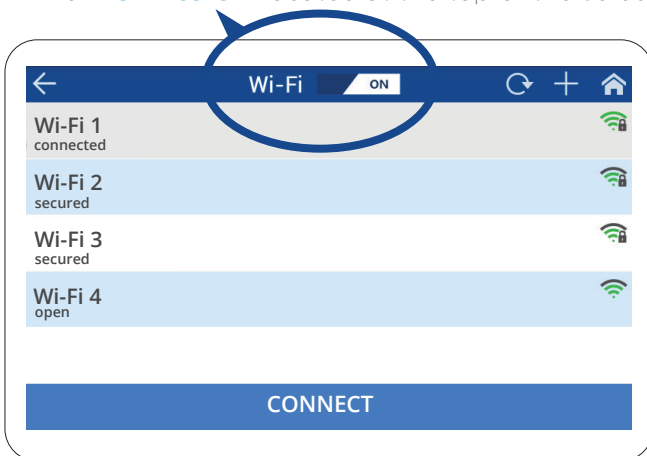 Wi-Fi ON
Wi-Fi 1
connected
Wi-Fi 2
secured
Wi-Fi 3
secured
Wi-Fi 4
open
CONNECT